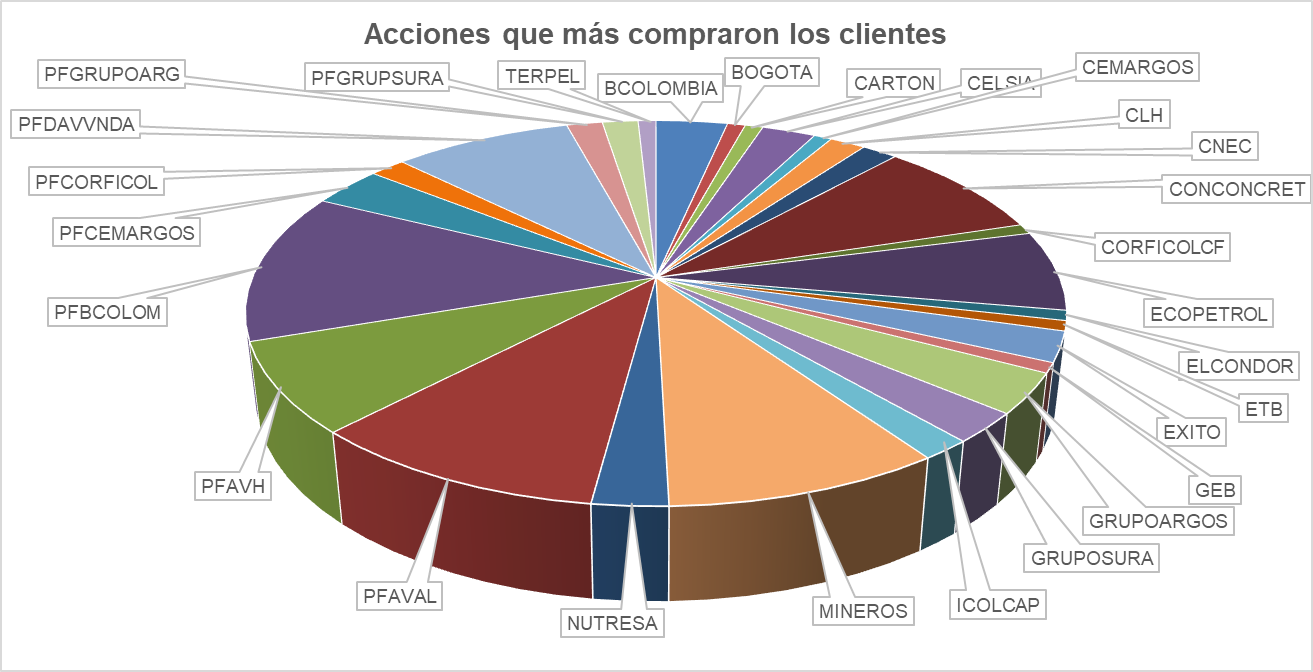 Acciones que más compraron los clientes
PFGRUPOARG
PFGRUPSURA
TERPEL
BCOLOMBIA
BOGOTA
CARTON
CELSIA
CEMARGOS
CLH
CNEC
CONCONCRET
CORFICOLCF
ECOPETROL
ELCONDOR
ETB
EXITO
GEB
GRUPOARGOS
GRUPOSURA
ICOLCAP
MINEROS
NUTRESA
PFAVAL
PFAVH
PFBCOLOM
PFCEMARGOS
PFCORFICOL
PFDAVVNDA